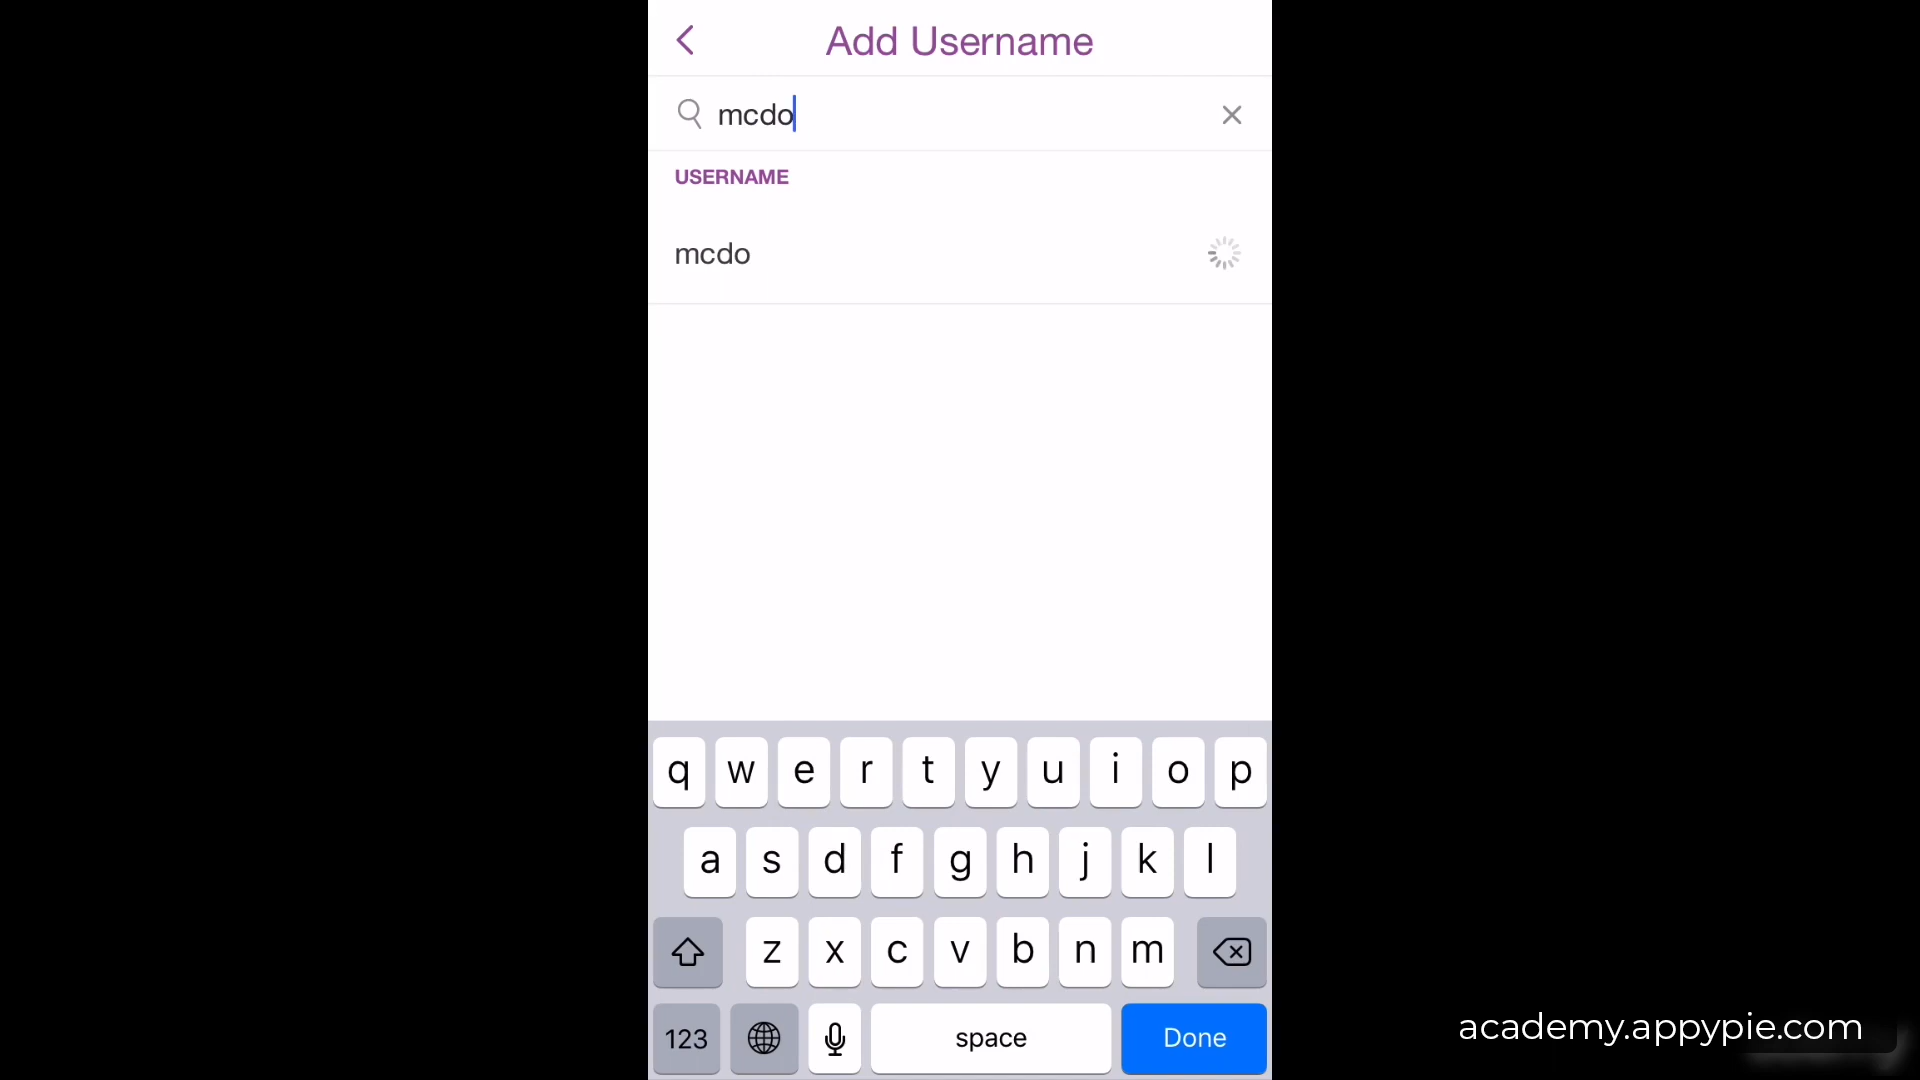 Add Username
mcdo
USERNAME
mcdo
q w e r t y u i o p
a s d f g h j k l
z x c v b n m
123 space Done
academy.appypie.com